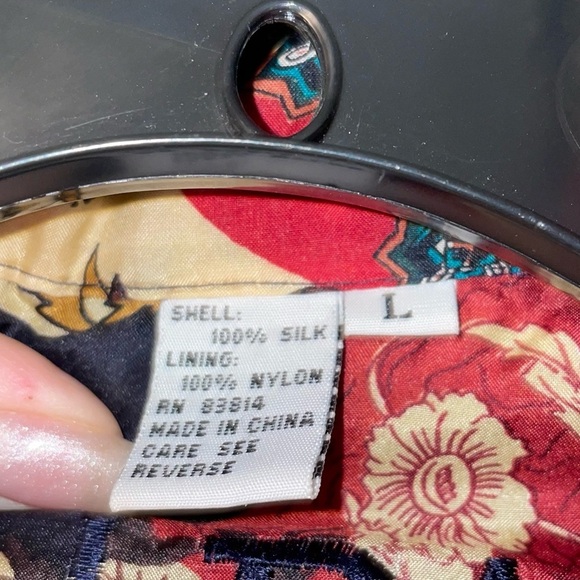 SHELL:
100% SILK
LINING:
100% NYLON
RN 83814
MADE IN CHINA
CARE SEE
REVERSE
L